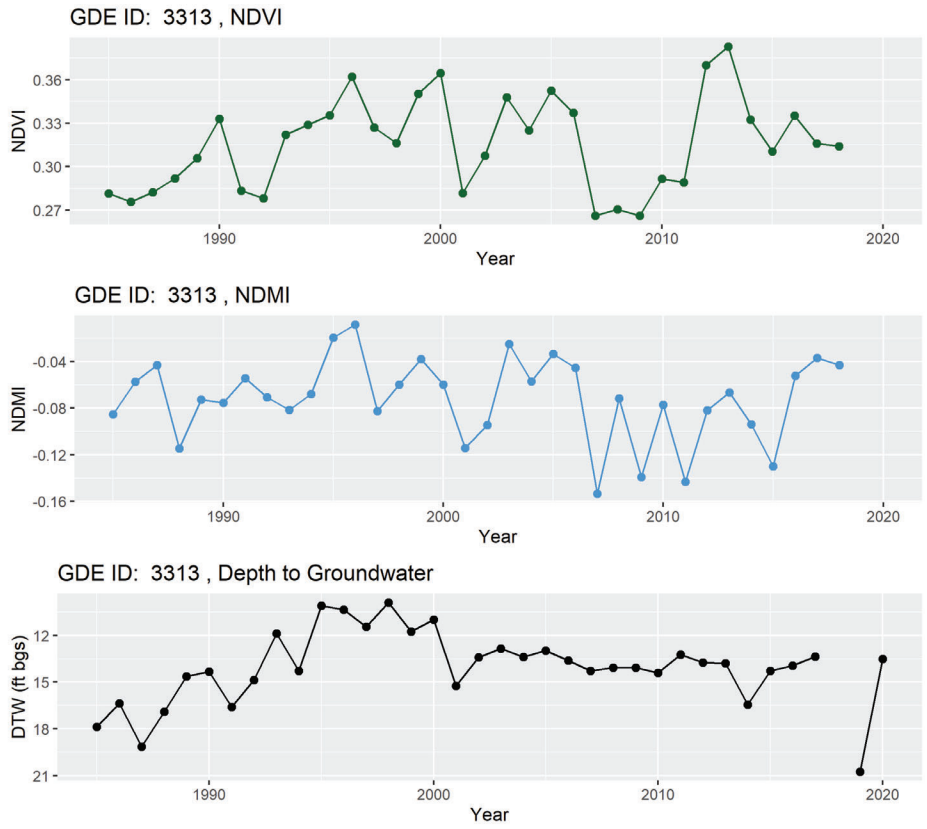 GDE ID:  3313 , NDVI
0.36
0.33
0.30
0.27
NDVI
1990 2000 2010 2020
Year
GDE ID:  3313 , NDMI
-0.04
-0.08
-0.12
-0.16
NDMI
1990 2000 2010 2020
Year
GDE ID:  3313 , Depth to Groundwater
12
15
18
21
DTW (ft bgs)
1990 2000 2010 2020
Year